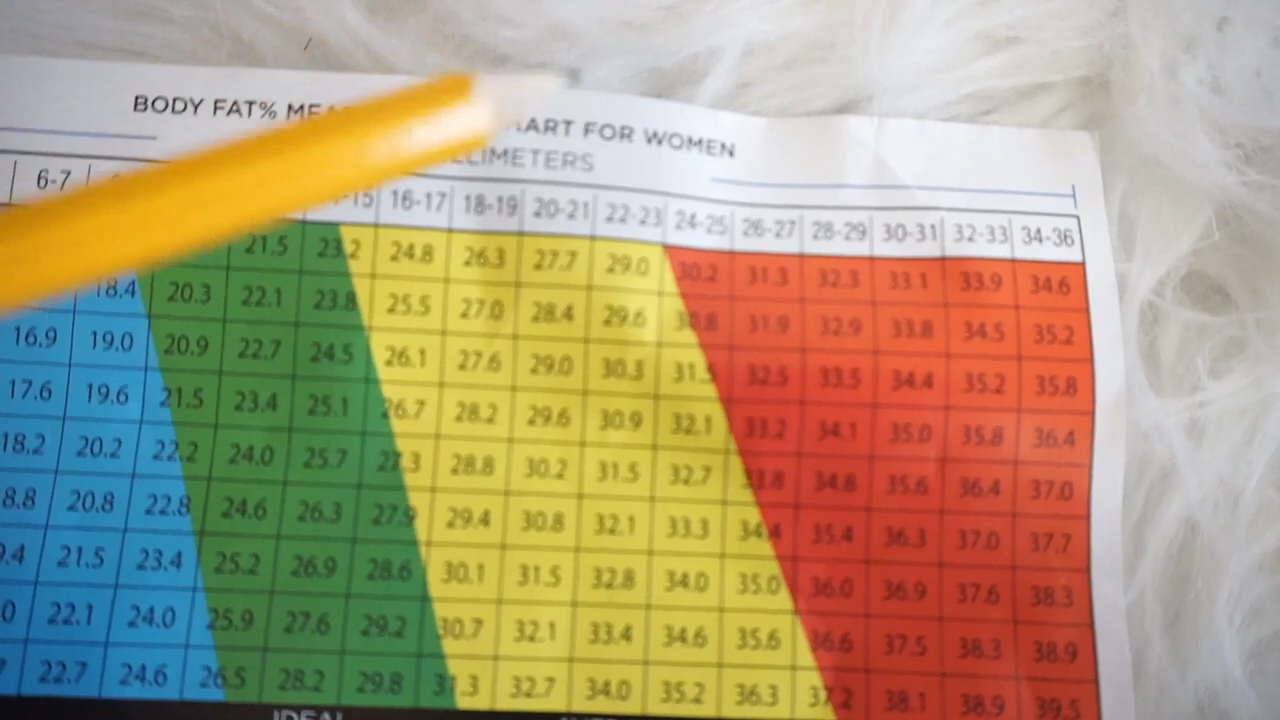 BODY FAT% FOR WOMEN
6-7 16-17 18-19 20-21 22-23 24-25 26-27 28-29 30-31 32-33 34-36
21.5 23.2 24.8 26.3 27.7 29.0 30.2 31.3 32.3 33.1 33.9 34.6
18.4 20.3 22.1 23.8 25.5 27.0 28.4 29.6 30.8 31.9 32.9 33.8 34.5 35.2
16.9 19.0 20.9 22.7 24.5 26.1 27.6 29.0 30.3 31.5 32.5 33.5 34.4 35.2 35.8
17.6 19.6 21.5 23.4 25.1 26.7 28.2 29.6 30.9 32.1 33.2 34.1 35.0 35.8 36.4
18.2 20.2 22.2 24.0 25.7 27.3 28.8 30.2 31.5 32.7 33.8 34.8 35.6 36.4 37.0
20.8 22.8 24.6 26.3 27.9 29.4 30.8 32.1 33.3 34.4 35.4 36.3 37.0 37.7
21.5 23.4 25.2 26.9 28.6 30.1 31.5 32.8 34.0 35.0 36.0 36.9 37.6 38.3
22.1 24.0 25.9 27.6 29.2 30.7 32.1 33.4 34.6 35.6 36.6 37.5 38.3 38.9
22.7 24.6 26.5 28.2 29.8 31.3 32.7 34.0 35.2 36.3 37.2 38.1 38.9 39.5